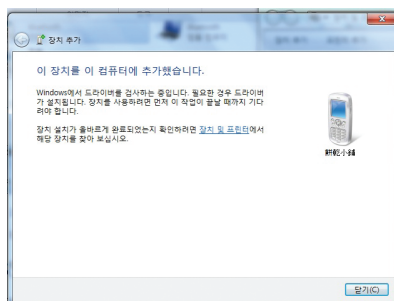 장치 추가
이 장치를 이 컴퓨터에 추가했습니다.
Windows에서 드라이버를 검사하는 중입니다. 필요한 경우 드라이버
가 설치됩니다. 장치를 사용하려면 먼저 이 작업이 끝날 때까지 기다
려야 합니다.
장치 설치가 올바르게 완료되었는지 확인하려면 장치 및 프린터에서
해당 장치를 찾아 보십시오.
餠乾小鋪
닫기(C)